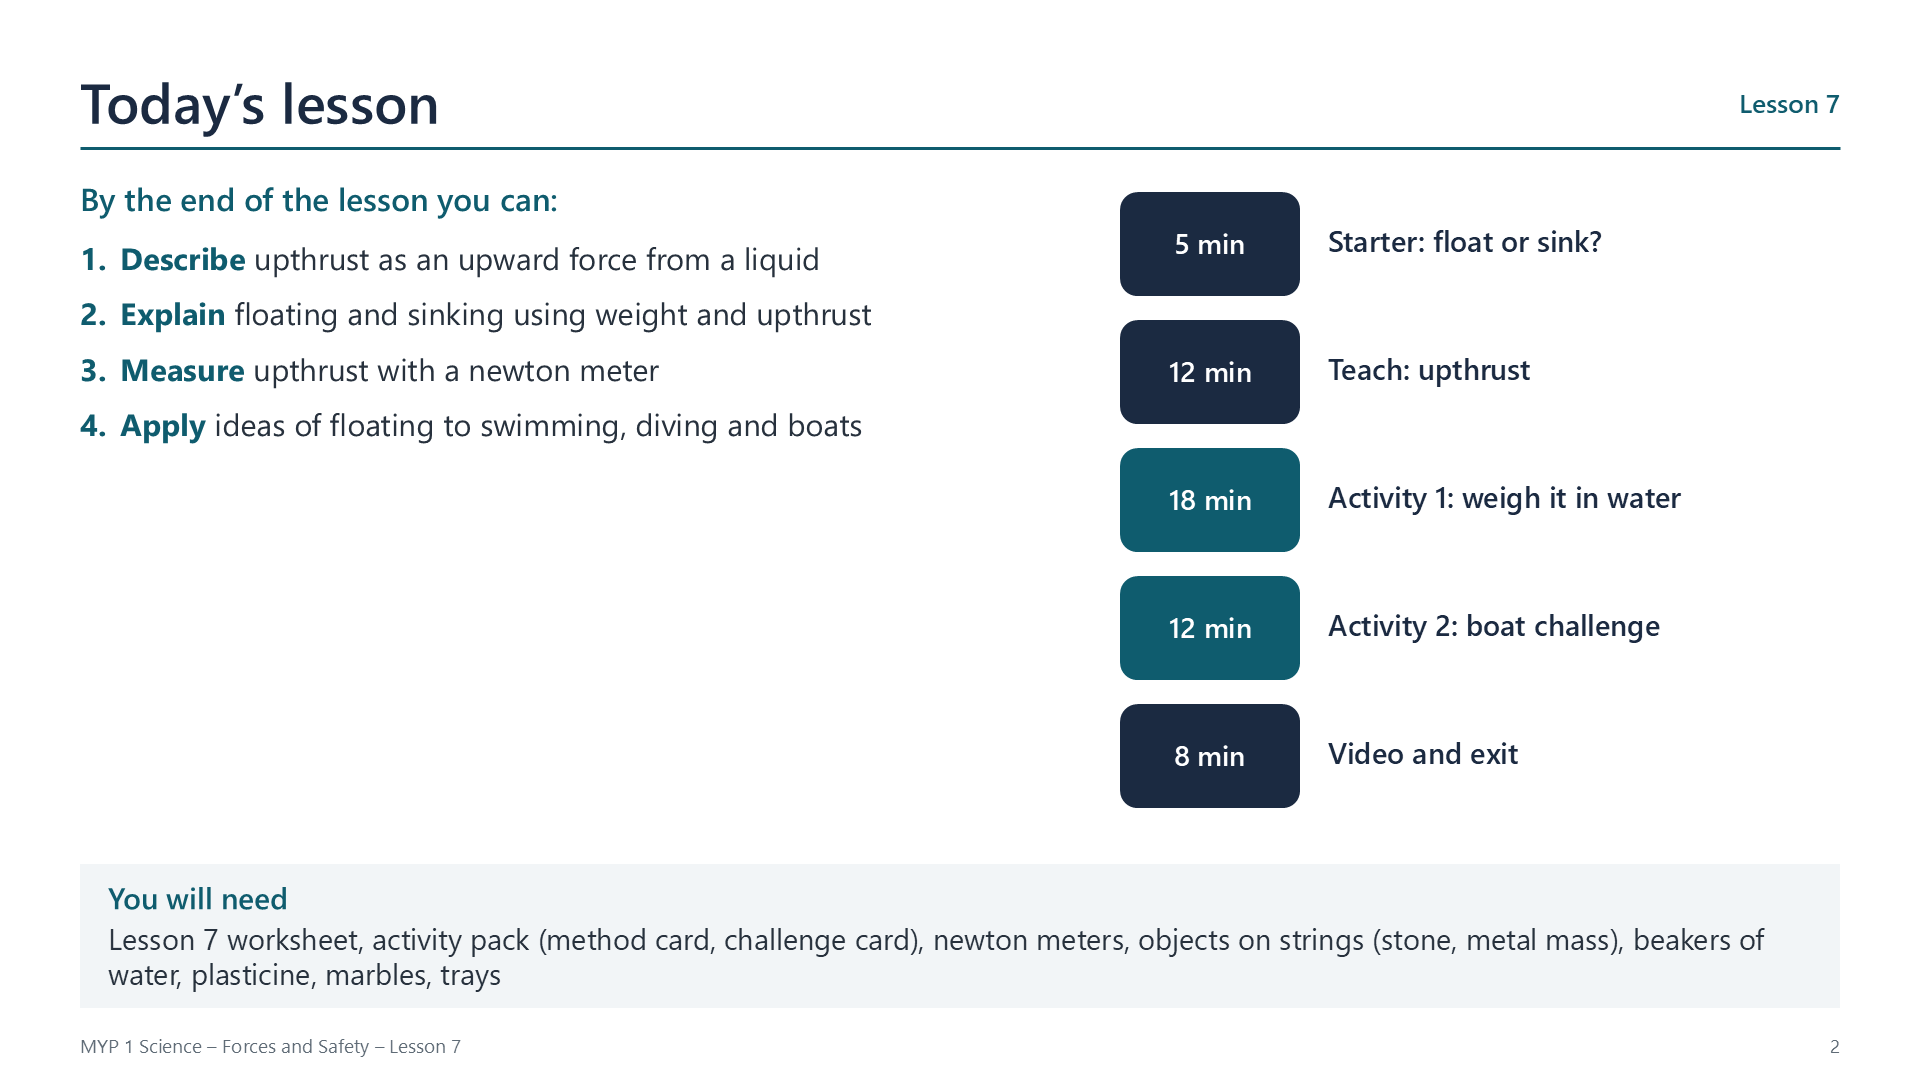 Today’s lesson
Lesson 7
By the end of the lesson you can:
1. Describe upthrust as an upward force from a liquid
2. Explain floating and sinking using weight and upthrust
3. Measure upthrust with a newton meter
4. Apply ideas of floating to swimming, diving and boats
5 min
Starter: float or sink?
12 min
Teach: upthrust
18 min
Activity 1: weigh it in water
12 min
Activity 2: boat challenge
8 min
Video and exit
You will need
Lesson 7 worksheet, activity pack (method card, challenge card), newton meters, objects on strings (stone, metal mass), beakers of
water, plasticine, marbles, trays
MYP 1 Science – Forces and Safety – Lesson 7
2